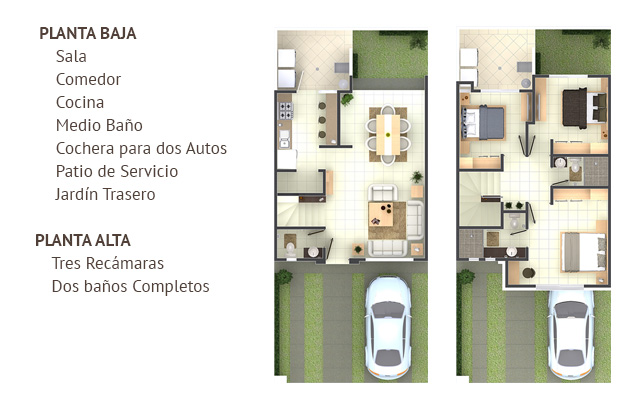 PLANTA BAJA
Sala
Comedor
Cocina
Medio Baño
Cochera para dos Autos
Patio de Servicio
Jardín Trasero
PLANTA ALTA
Tres Recámaras
Dos baños Completos